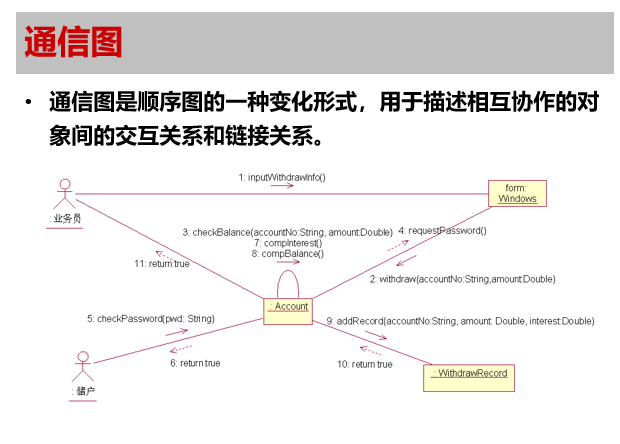 通信图
• 通信图是顺序图的一种变化形式，用于描述相互协作的对
象间的交互关系和链接关系。
1: inputWithdrawInfo()
form:
Windows
: 业务员
3: checkBalance(accountNo:String, amount:Double)
4: requestPassword()
7: compInterest()
8: compBalance()
11: return true
2: withdraw(accountNo:String,amount:Double)
: Account
5: checkPassword(pwd: String)
9: addRecord(accountNo:String, amount: Double, interest:Double)
6: return true
10: return true
: WithdrawRecord
: 储户